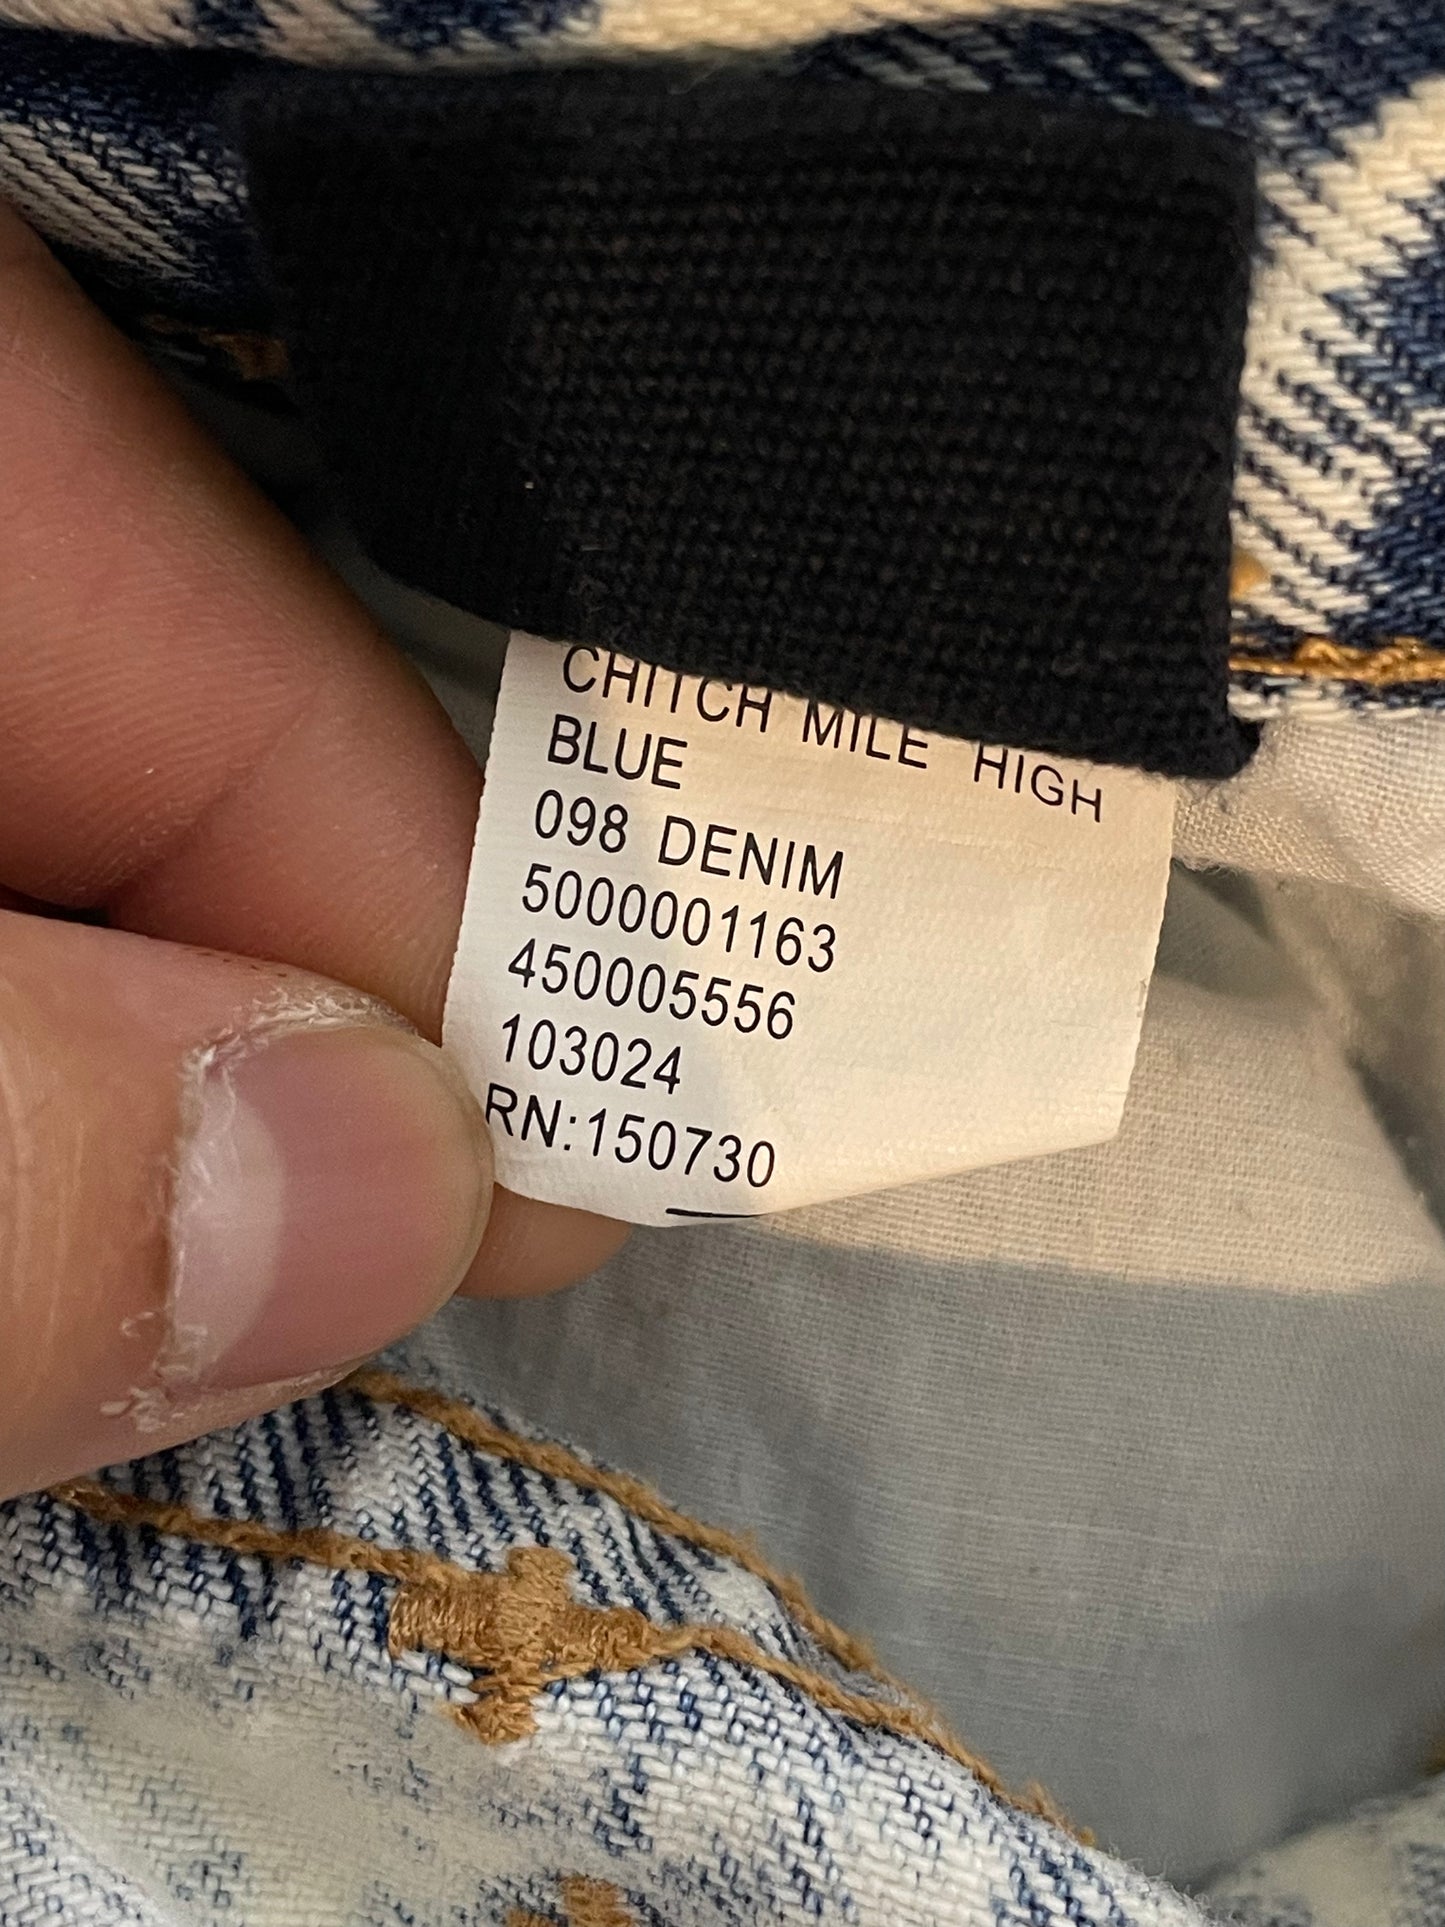 CHITCH MILE HIGH
BLUE
098 DENIM
5000001163
450005556
103024
RN:150730